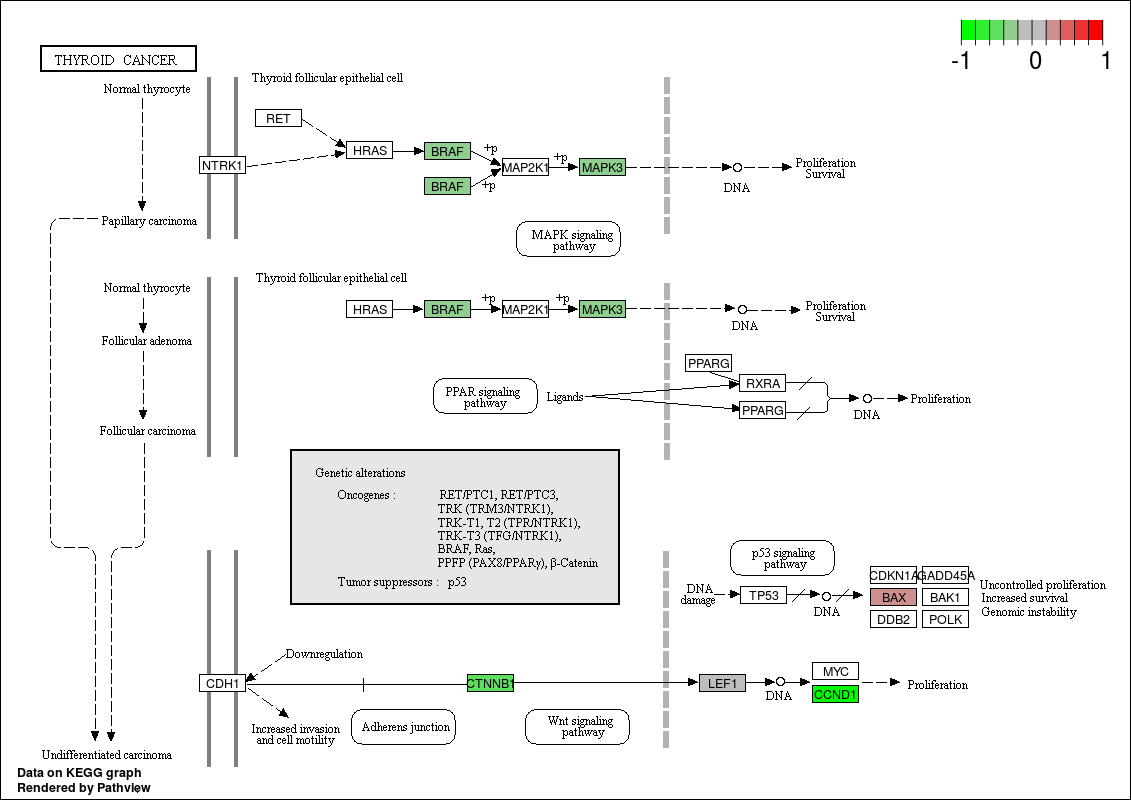 -1 0 1
THYROID CANCER
Normal thyrocyte
Thyroid follicular epithelial cell
RET
HRAS
BRAF
+p
NTRK1
MAP2K1
+p
MAPK3
DNA
Proliferation
Survival
BRAF
+p
Papillary carcinoma
MAPK signaling
pathway
Thyroid follicular epithelial cell
Normal thyrocyte
HRAS
BRAF
+p
MAP2K1
+p
MAPK3
DNA
Proliferation
Survival
Follicular adenoma
PPARG
PPAR signaling
pathway
Ligands
RXRA
PPARG
DNA
Proliferation
Follicular carcinoma
Genetic alterations
Oncogenes :
RET/PTC1, RET/PTC3,
TRK (TRM3/NTRK1),
TRK-T1, T2 (TPR/NTRK1),
TRK-T3 (TFG/NTRK1)
BRAF, Ras,
PPFP (PAX8/PPARγ), β-Catenin
Tumor suppressors : p53
p53 signaling
pathway
DNA
damage
TP53
DNA
CDKN1A
GADD45A
BAX
BAK1
DDB2
POLK
Uncontrolled proliferation
Increased survival
Genomic instability
Downregulation
CDH1
CTNNB1
LEF1
DNA
MYC
CCND1
Proliferation
Increased invasion
and cell motility
Adherens junction
Wnt signaling
pathway
Undifferentiated carcinoma
Data on KEGG graph
Rendered by Pathview